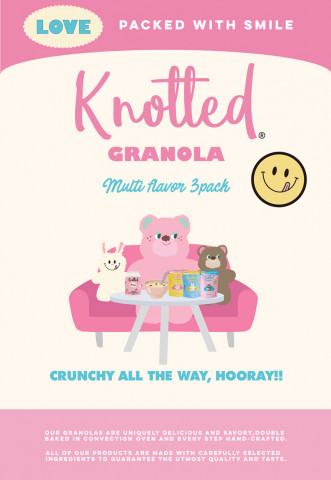 LOVE
PACKED WITH SMILE
Knotted®
GRANOLA
Multi flavor 3pack
CRUNCHY ALL THE WAY, HOORAY!!
OUR GRANOLAS ARE UNIQUELY DELICIOUS AND SAVORY,DOUBLE
BAKED IN CONVECTION OVEN AND EVERY STEP HAND-CRAFTED.
ALL OF OUR PRODUCTS ARE MADE WITH CAREFULLY SELECTED
INGREDIENTS TO GUARANTEE THE UTMOST QUALITY AND TASTE.